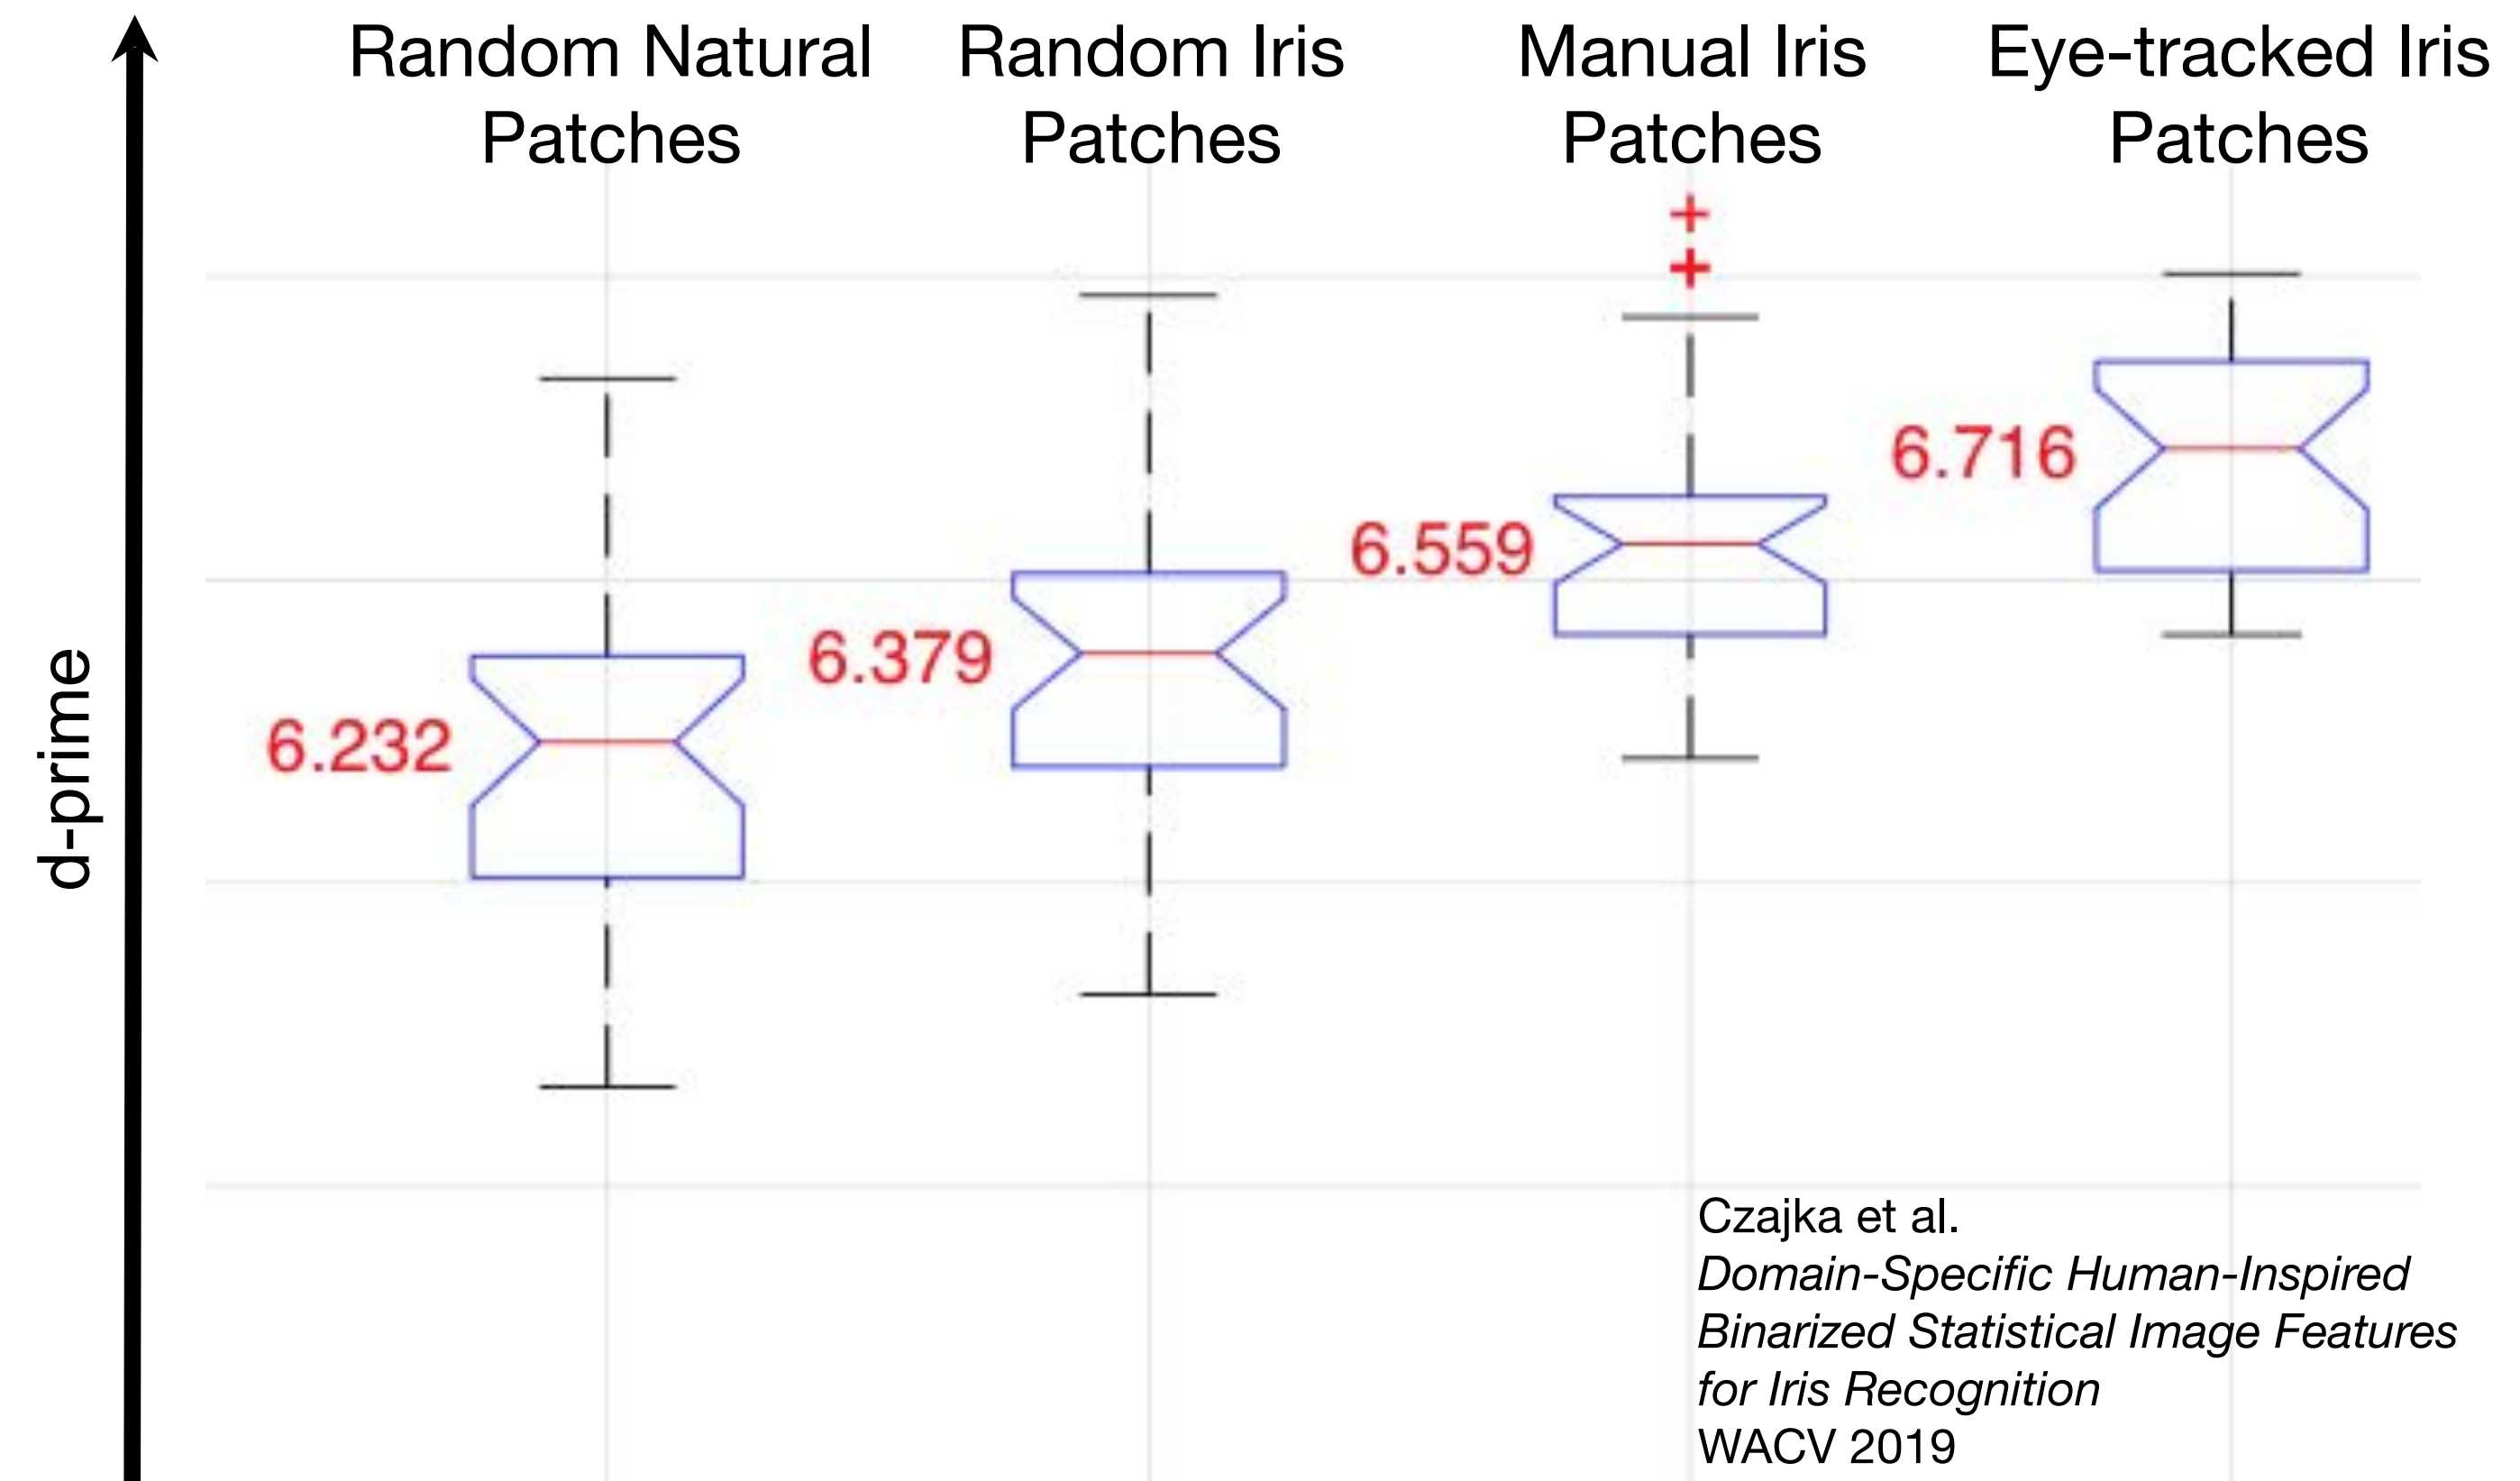 Random Natural
Patches
Random Iris
Patches
Manual Iris
Patches
Eye-tracked Iris
Patches
d-prime
6.232
6.379
6.559
6.716
Czajka et al.
Domain-Specific Human-Inspired
Binarized Statistical Image Features
for Iris Recognition
WACV 2019